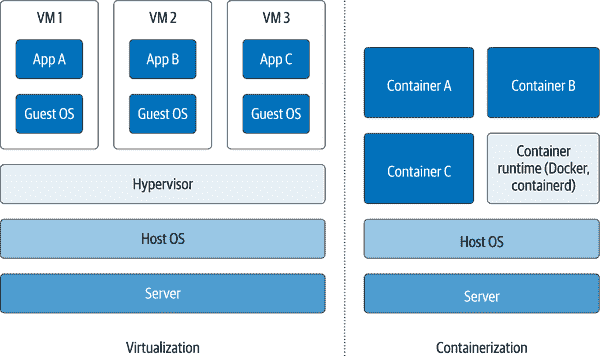 VM 1
VM 2
VM 3
App A
App B
App C
Guest OS
Guest OS
Guest OS
Hypervisor
Host OS
Server
Virtualization
Container A
Container B
Container C
Container
runtime (Docker,
containerd)
Host OS
Server
Containerization